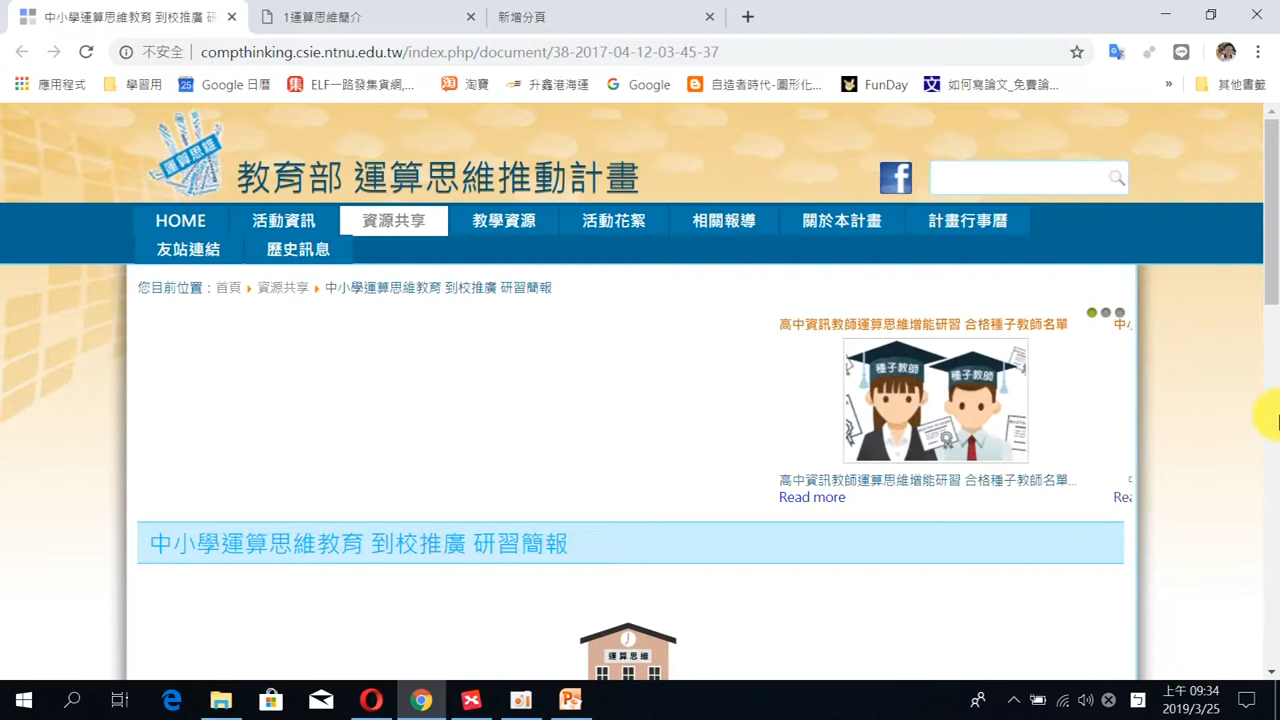 中小學運算思維教育 到校推廣 研
1運算思維簡介
新增分頁
不安全
compthinking.csie.ntnu.edu.tw/index.php/document/38-2017-04-12-03-45-37
應用程式
學習用
Google 日曆
ELF一路發集貨網,...
淘寶
升鑫港海運
Google
自造者時代-圖形化...
FunDay
如何寫論文_免費論...
»
其他書籤
運算思維
教育部 運算思維推動計畫
HOME
活動資訊
資源共享
教學資源
活動花絮
相關報導
關於本計畫
計畫行事曆
友站連結
歷史訊息
您目前位置：首頁 資源共享 中小學運算思維教育 到校推廣 研習簡報
高中資訊教師運算思維增能研習 合格種子教師名單
種子教師
種子教師
高中資訊教師運算思維增能研習 合格種子教師名單...
Read more
Rea
中小學運算思維教育 到校推廣 研習簡報
運算思維
上午 09:34
2019/3/25